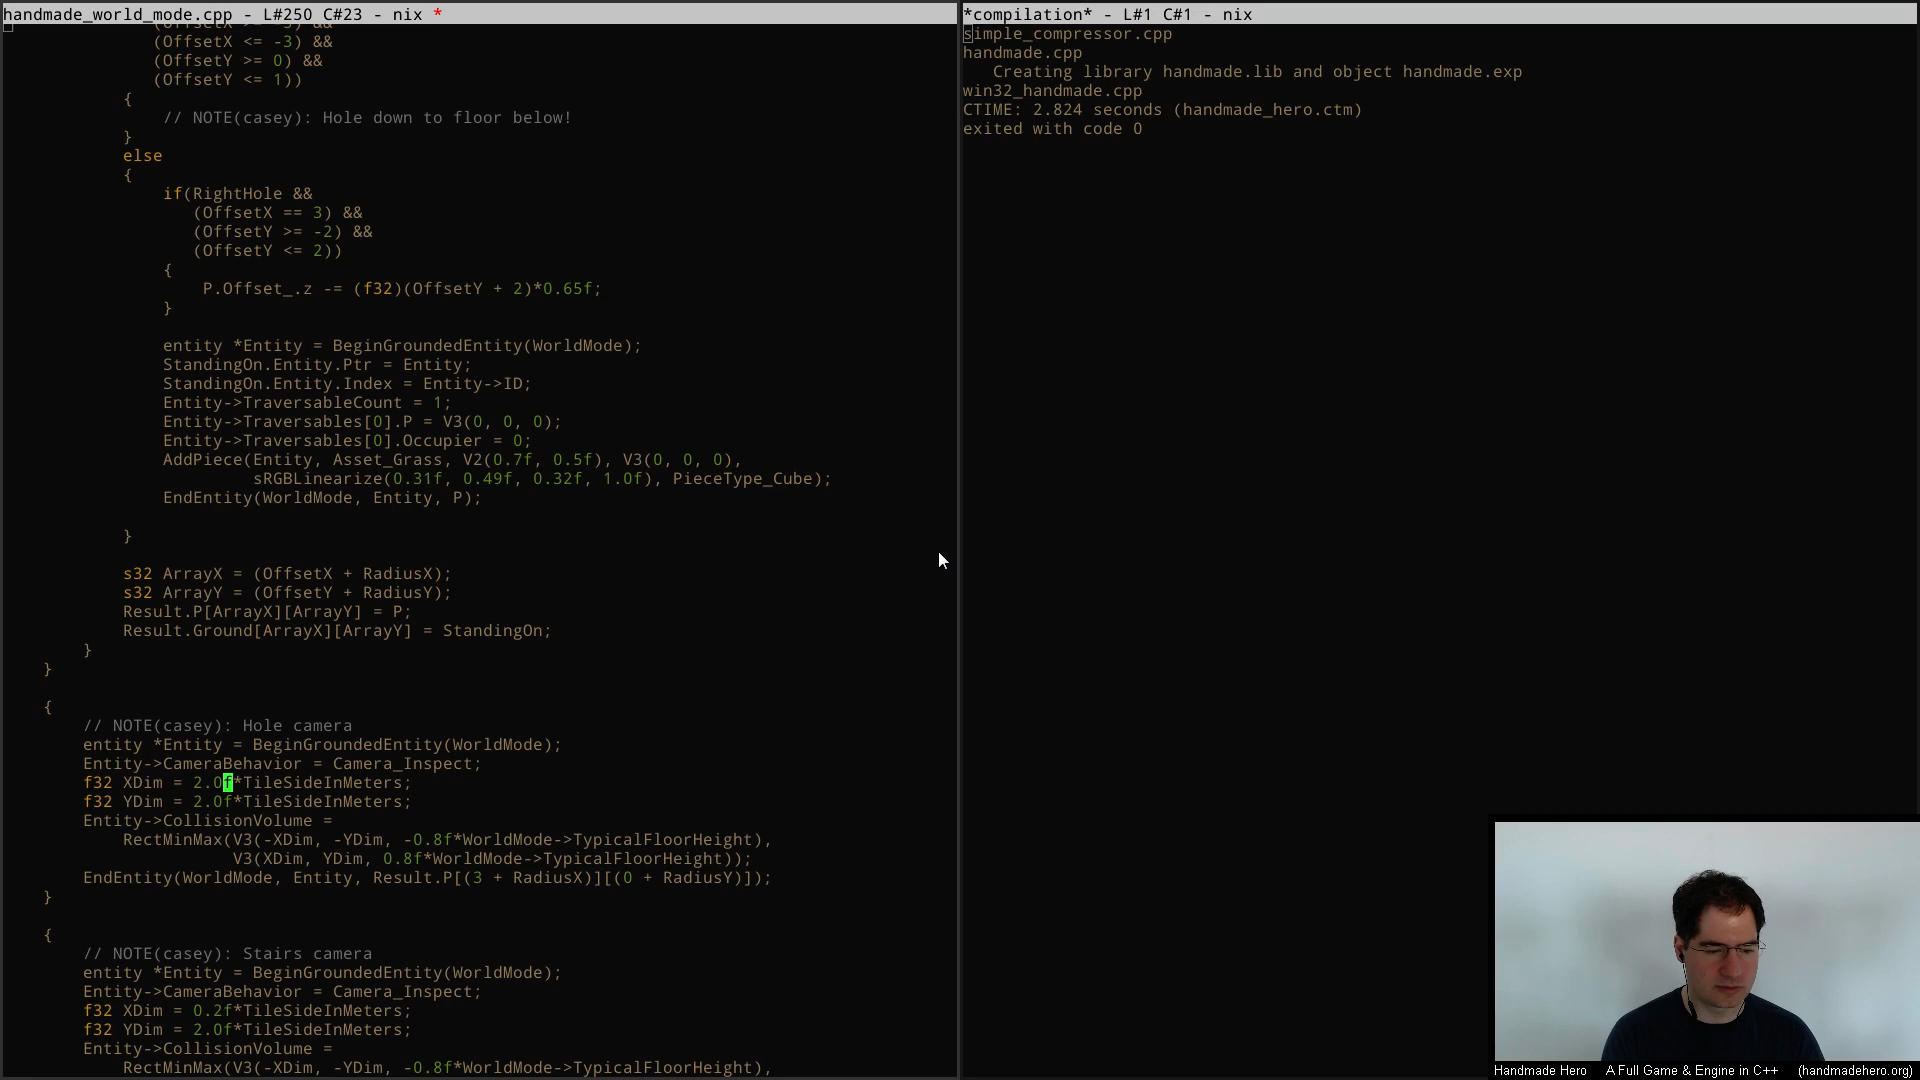 handmade_world_mode.cpp - L#250 C#23 - nix *
(OffsetX <= -3) &&
(OffsetY >= 0) &&
(OffsetY <= 1))
{
// NOTE(casey): Hole down to floor below!
}
else
{
if(RightHole &&
(OffsetX == 3) &&
(OffsetY >= -2) &&
(OffsetY <= 2))
{
P.Offset_.z -= (f32)(OffsetY + 2)*0.65f;
}
entity *Entity = BeginGroundedEntity(WorldMode);
StandingOn.Entity.Ptr = Entity;
StandingOn.Entity.Index = Entity->ID;
Entity->TraversableCount = 1;
Entity->Traversables[0].P = V3(0, 0, 0);
Entity->Traversables[0].Occupier = 0;
AddPiece(Entity, Asset_Grass, V2(0.7f, 0.5f), V3(0, 0, 0),
sRGBLinearize(0.31f, 0.49f, 0.32f, 1.0f), PieceType_Cube);
EndEntity(WorldMode, Entity, P);
}
s32 ArrayX = (OffsetX + RadiusX);
s32 ArrayY = (OffsetY + RadiusY);
Result.P[ArrayX][ArrayY] = P;
Result.Ground[ArrayX][ArrayY] = StandingOn;
}
}
{
// NOTE(casey): Hole camera
entity *Entity = BeginGroundedEntity(WorldMode);
Entity->CameraBehavior = Camera_Inspect;
f32 XDim = 2.0f*TileSideInMeters;
f32 YDim = 2.0f*TileSideInMeters;
Entity->CollisionVolume =
RectMinMax(V3(-XDim, -YDim, -0.8f*WorldMode->TypicalFloorHeight),
V3(XDim, YDim, 0.8f*WorldMode->TypicalFloorHeight));
EndEntity(WorldMode, Entity, Result.P[(3 + RadiusX)][(0 + RadiusY)]);
}
{
// NOTE(casey): Stairs camera
entity *Entity = BeginGroundedEntity(WorldMode);
Entity->CameraBehavior = Camera_Inspect;
f32 XDim = 0.2f*TileSideInMeters;
f32 YDim = 2.0f*TileSideInMeters;
Entity->CollisionVolume =
RectMinMax(V3(-XDim, -YDim, -0.8f*WorldMode->TypicalFloorHeight),
*compilation* - L#1 C#1 - nix
simple_compressor.cpp
handmade.cpp
Creating library handmade.lib and object handmade.exp
win32_handmade.cpp
CTIME: 2.824 seconds (handmade_hero.ctm)
exited with code 0
Handmade Hero A Full Game & Engine in C++ (handmadehero.org)